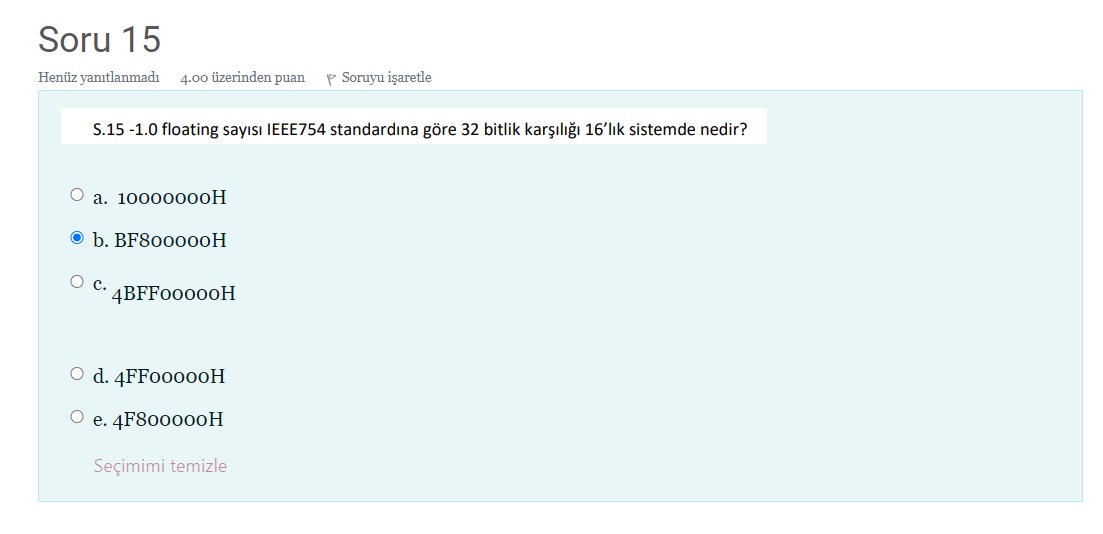 Soru 15
Henüz yanıtlanmadı 4.00 üzerinden puan Soruyu işaretle
S.15 -1.0 floating sayısı IEEE754 standardına göre 32 bitlik karşılığı 16'lık sistemde nedir?
a. 10000000H
b. BF800000H
c. 4BFF00000H
d. 4FF00000H
e. 4F800000H
Seçimimi temizle